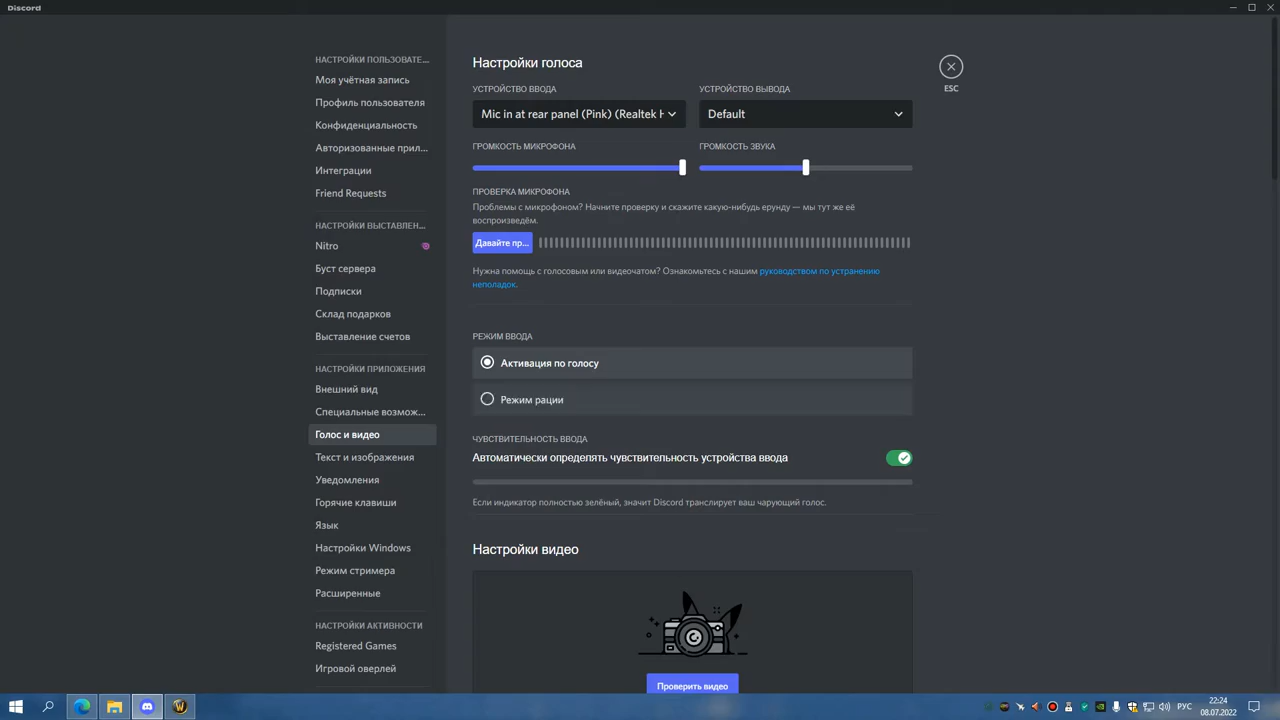 Discord
НАСТРОЙКИ ПОЛЬЗОВАТЕ...
Моя учётная запись
Профиль пользователя
Конфиденциальность
Авторизованные прил...
Интеграции
Friend Requests
НАСТРОЙКИ ВЫСТАВЛЕН...
Nitro
Буст сервера
Подписки
Склад подарков
Выставление счетов
НАСТРОЙКИ ПРИЛОЖЕНИЯ
Внешний вид
Специальные возмож...
Голос и видео
Текст и изображения
Уведомления
Горячие клавиши
Язык
Настройки Windows
Режим стримера
Расширенные
НАСТРОЙКИ АКТИВНОСТИ
Registered Games
Игровой оверлей
Настройки голоса
ESC
УСТРОЙСТВО ВВОДА
УСТРОЙСТВО ВЫВОДА
Mic in at rear panel (Pink) (Realtek H
Default
ГРОМКОСТЬ МИКРОФОНА
ГРОМКОСТЬ ЗВУКА
ПРОВЕРКА МИКРОФОНА
Проблемы с микрофоном? Начните проверку и скажите какую-нибудь ерунду — мы тут же её
воспроизведём.
Давайте пр...
Нужна помощь с голосовым или видеочатом? Ознакомьтесь с нашим руководством по устранению
неполадок.
РЕЖИМ ВВОДА
Активация по голосу
Режим рации
ЧУВСТВИТЕЛЬНОСТЬ ВВОДА
Автоматически определять чувствительность устройства ввода
Если индикатор полностью зелёный, значит Discord транслирует ваш чарующий голос.
Настройки видео
Проверить видео
РУС
22:24
08.07.2022